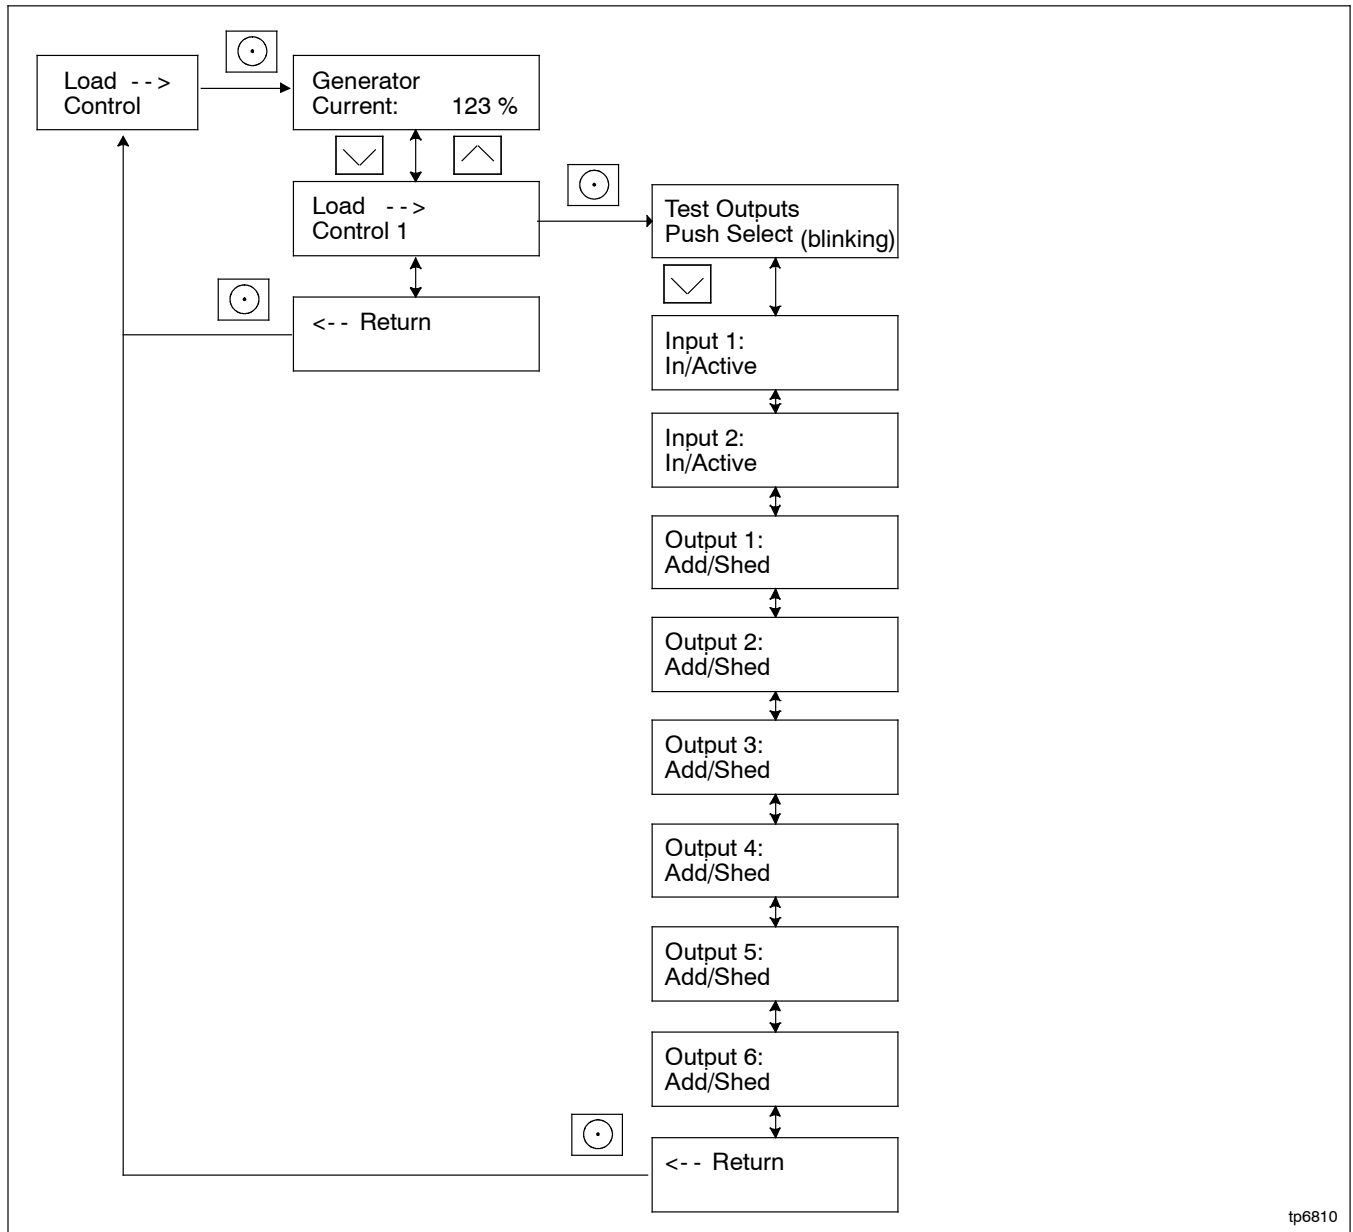 Load - - >
Control
Generator
Current: 123 %
Load - - >
Control 1
<- - Return
Test Outputs
Push Select (blinking)
Input 1:
In/Active
Input 2:
In/Active
Output 1:
Add/Shed
Output 2:
Add/Shed
Output 3:
Add/Shed
Output 4:
Add/Shed
Output 5:
Add/Shed
Output 6:
Add/Shed
<- - Return
tp6810